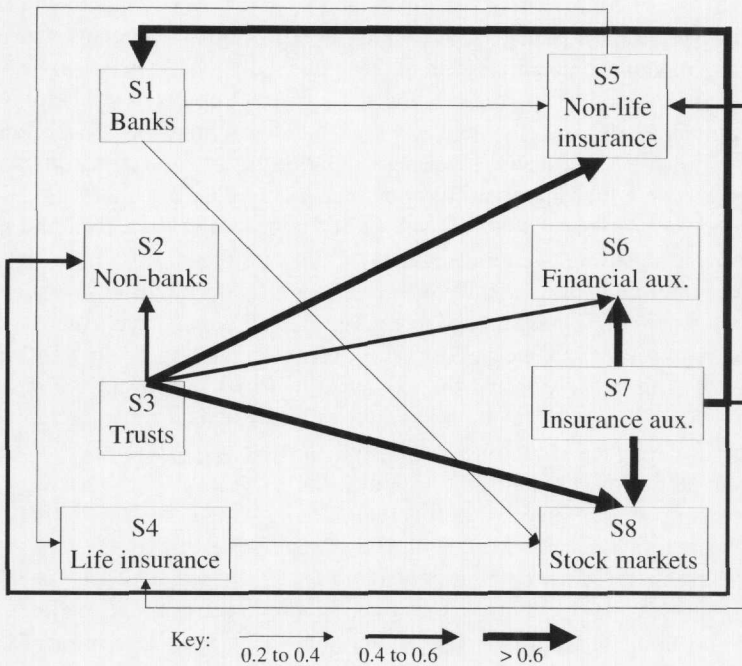 S1
Banks
S5
Non-life
insurance
S2
Non-banks
S6
Financial aux.
S3
Trusts
S7
Insurance aux.
S4
Life insurance
S8
Stock markets
Key:
0.2 to 0.4
0.4 to 0.6
> 0.6